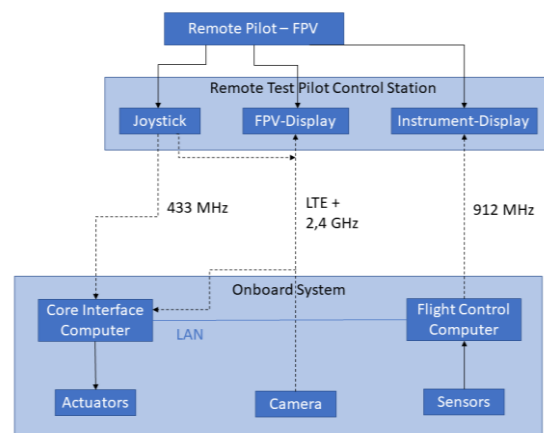 Remote Pilot – FPV
Remote Test Pilot Control Station
Joystick
FPV-Display
Instrument-Display
433 MHz
LTE +
2,4 GHz
912 MHz
Onboard System
Core Interface
Computer
LAN
Flight Control
Computer
Actuators
Camera
Sensors